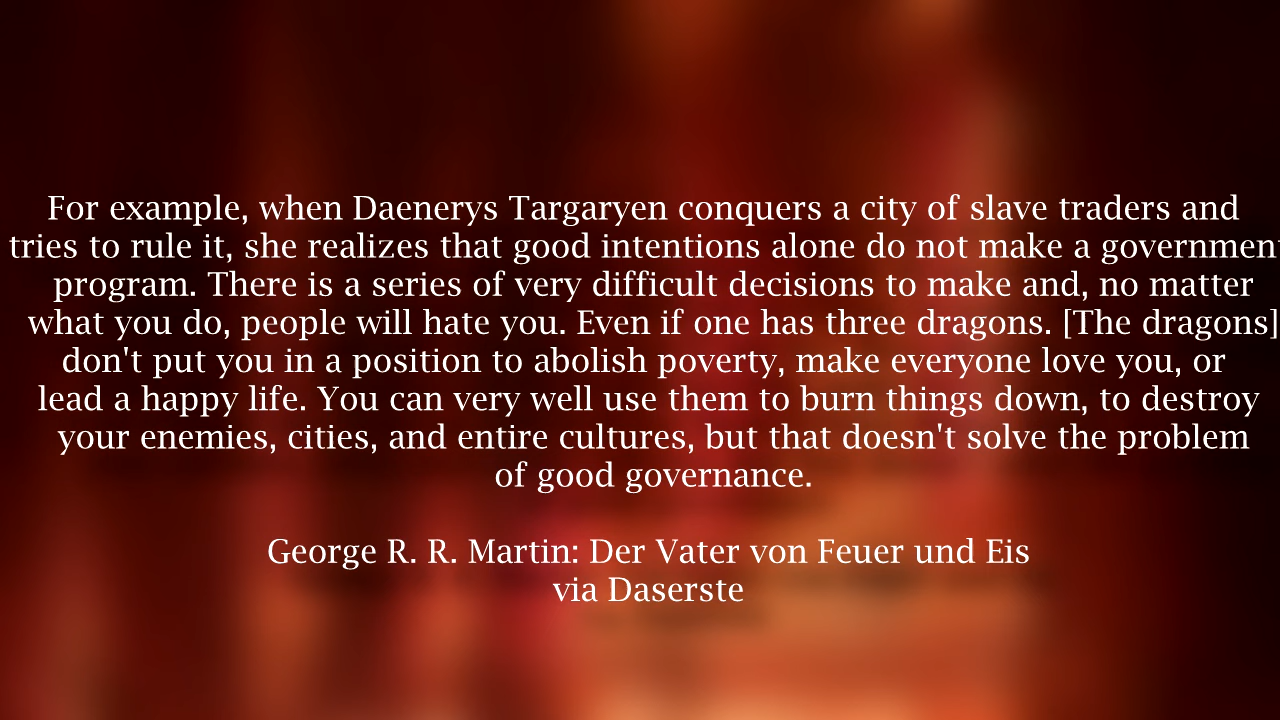 For example, when Daenerys Targaryen conquers a city of slave traders and
tries to rule it, she realizes that good intentions alone do not make a government
program. There is a series of very difficult decisions to make and, no matter
what you do, people will hate you. Even if one has three dragons. [The dragons]
don't put you in a position to abolish poverty, make everyone love you, or
lead a happy life. You can very well use them to burn things down, to destroy
your enemies, cities, and entire cultures, but that doesn't solve the problem
of good governance.
George R. R. Martin: Der Vater von Feuer und Eis
via Daserste